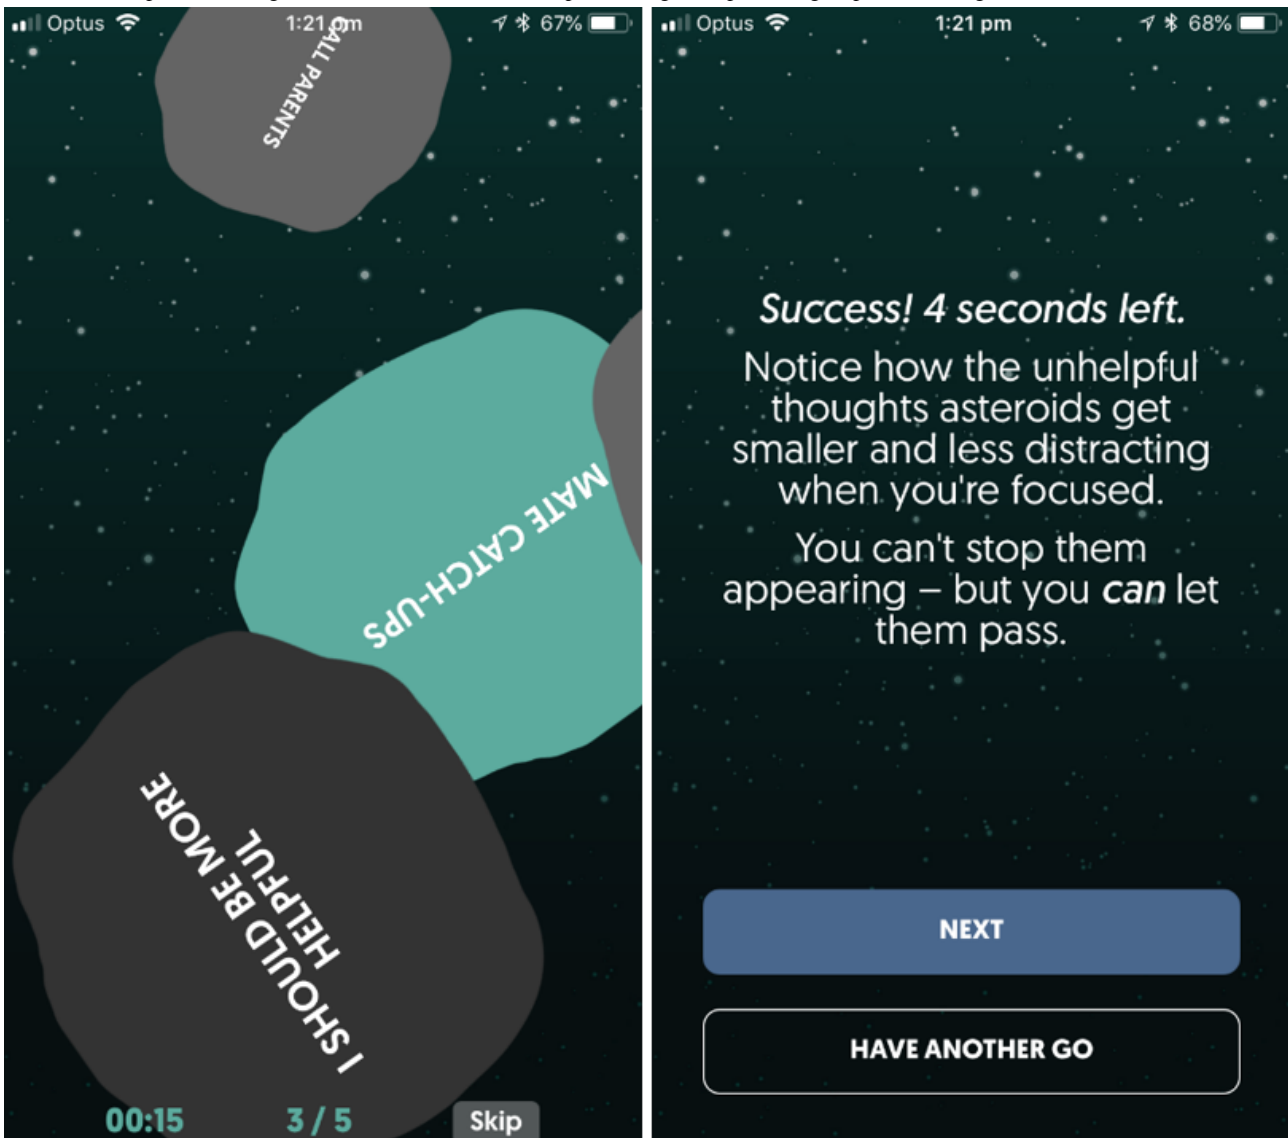 Optus 1:21 pm 67%
CALL PARENTS
MATE CATCH-UPS
I SHOULD BE MORE
HELPFUL
00:15 3 / 5 Skip
Optus 1:21 pm 68%
Success! 4 seconds left.
Notice how the unhelpful
thoughts asteroids get
smaller and less distracting
when you're focused.
You can't stop them
appearing – but you can let
them pass.
NEXT
HAVE ANOTHER GO